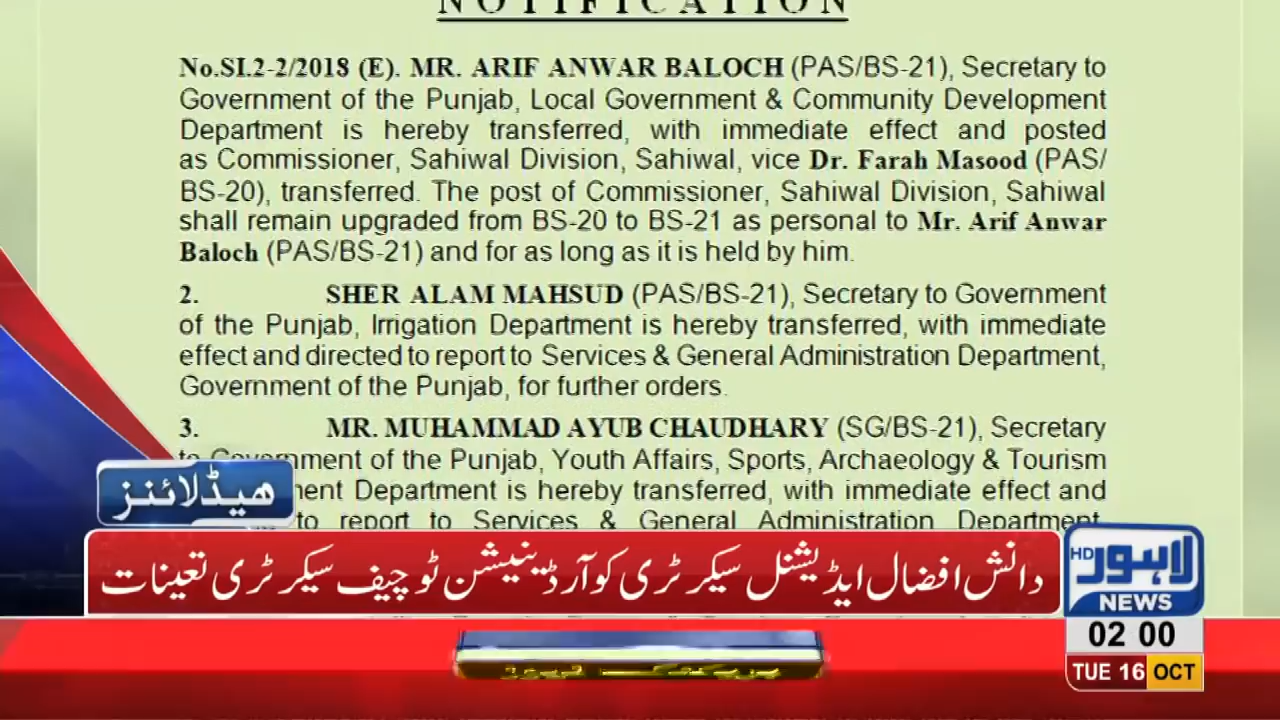 NOTIFICATION
No.SI.2-2/2018 (E). MR. ARIF ANWAR BALOCH (PAS/BS-21), Secretary to
Government of the Punjab, Local Government & Community Development
Department is hereby transferred, with immediate effect and posted
as Commissioner, Sahiwal Division, Sahiwal, vice Dr. Farah Masood (PAS/
BS-20), transferred. The post of Commissioner, Sahiwal Division, Sahiwal
shall remain upgraded from BS-20 to BS-21 as personal to Mr. Arif Anwar
Baloch (PAS/BS-21) and for as long as it is held by him.
2. SHER ALAM MAHSUD (PAS/BS-21), Secretary to Government
of the Punjab, Irrigation Department is hereby transferred, with immediate
effect and directed to report to Services & General Administration Department,
Government of the Punjab, for further orders.
3. MR. MUHAMMAD AYUB CHAUDHARY (SG/BS-21), Secretary
to Government of the Punjab, Youth Affairs, Sports, Archaeology & Tourism
ment Department is hereby transferred, with immediate effect and
to report to Services & General Administration Department,
ہیڈلائنز
دانش افضال ایڈیشنل سیکرٹری کوآرڈینیشن ٹو چیف سیکرٹری تعینات
لاہور HD
NEWS
02 00
TUE 16 OCT